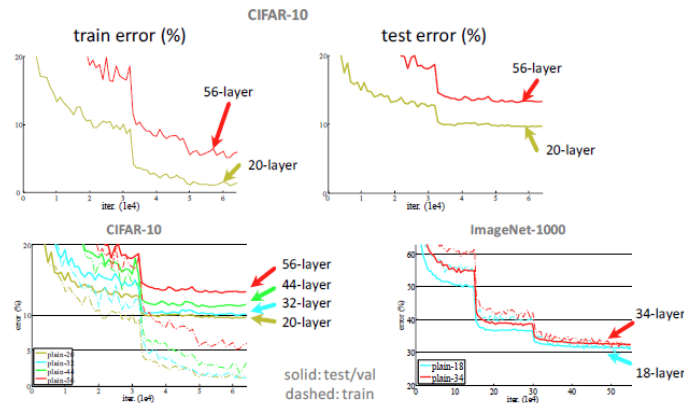 CIFAR-10
train error (%)
test error (%)
20
10
0
0 1 2 3 4 5 6
iter. (1e4)
56-layer
20-layer
20
10
0
0 1 2 3 4 5 6
iter. (1e4)
56-layer
20-layer
CIFAR-10
20
10
5
0
0 1 2 3 4 5 6
iter. (1e4)
error (%)
plain-20
plain-32
plain-44
plain-56
56-layer
44-layer
32-layer
20-layer
solid: test/val
dashed: train
ImageNet-1000
60
50
40
30
20
0 10 20 30 40 50
iter. (1e4)
error (%)
plain-18
plain-34
34-layer
18-layer